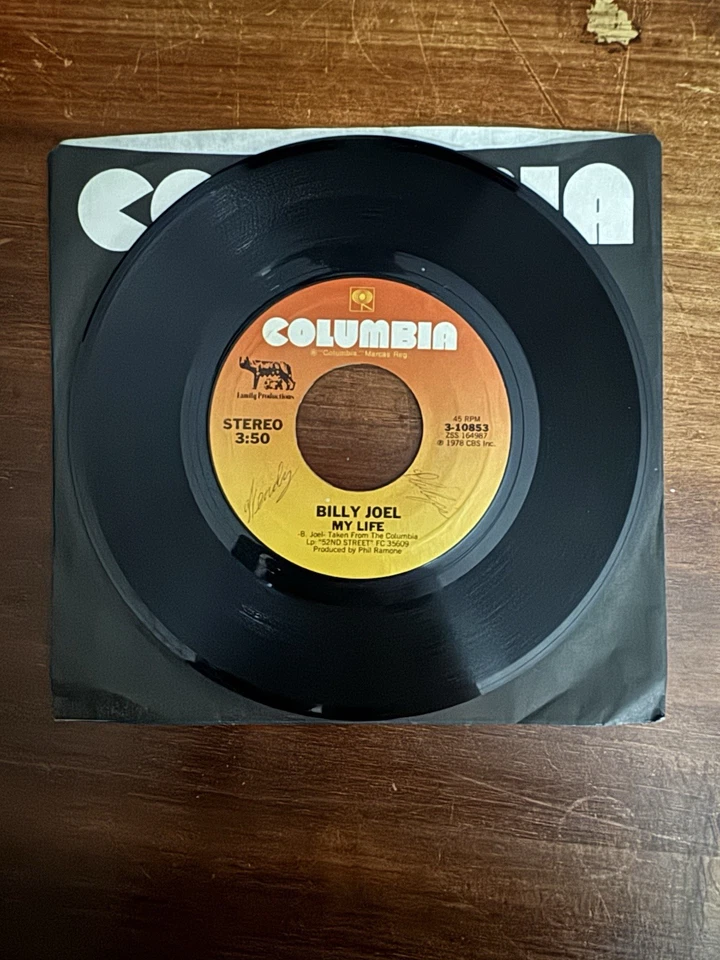 COLUMBIA
COLUMBIA
® "Columbia," Marcas Reg.
Family Productions
STEREO
3:50
45 RPM
3-10853
ZSS 164987
℗ 1978 CBS Inc.
Wendy
BILLY JOEL
MY LIFE
-B. Joel- Taken From The Columbia
Lp: "52ND STREET" FC 35609
Produced by Phil Ramone